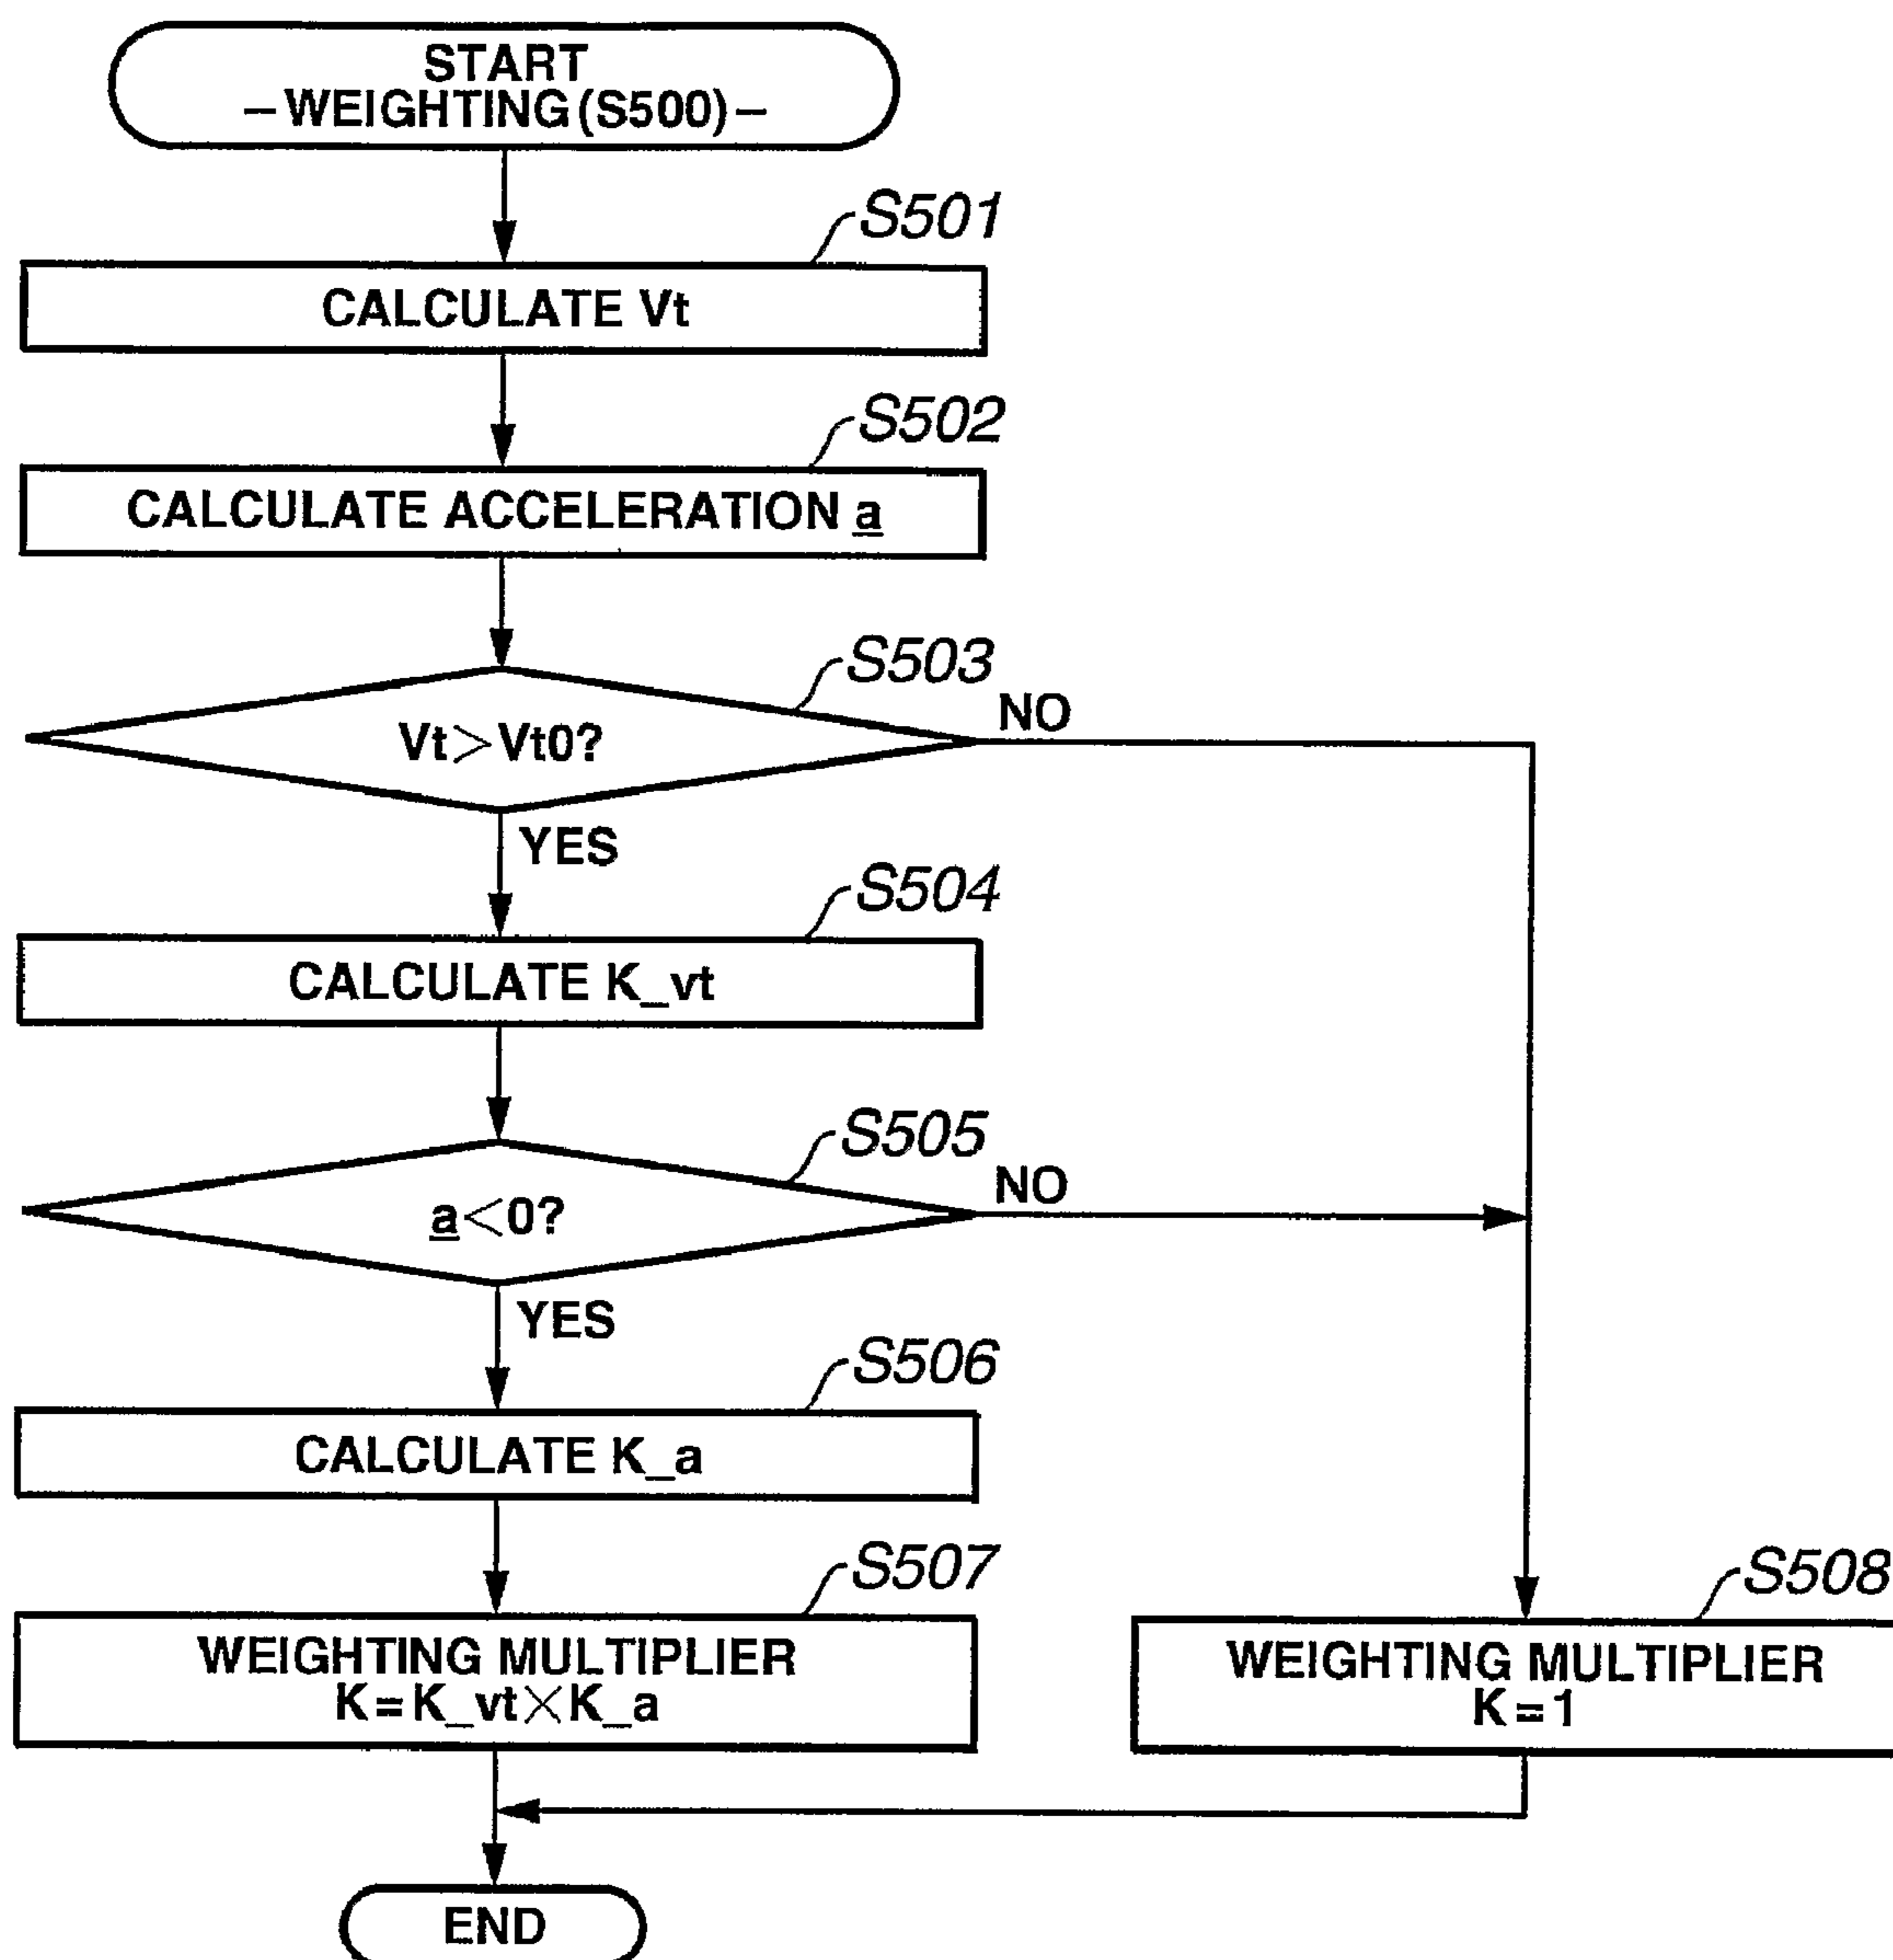 START
–WEIGHTING(S500)–
S501
CALCULATE Vt
S502
CALCULATE ACCELERATION a
S503
Vt>Vt0?
NO
YES
S504
CALCULATE K_vt
S505
a<0?
NO
YES
S506
CALCULATE K_a
S507
WEIGHTING MULTIPLIER
K=K_vt×K_a
S508
WEIGHTING MULTIPLIER
K=1
END